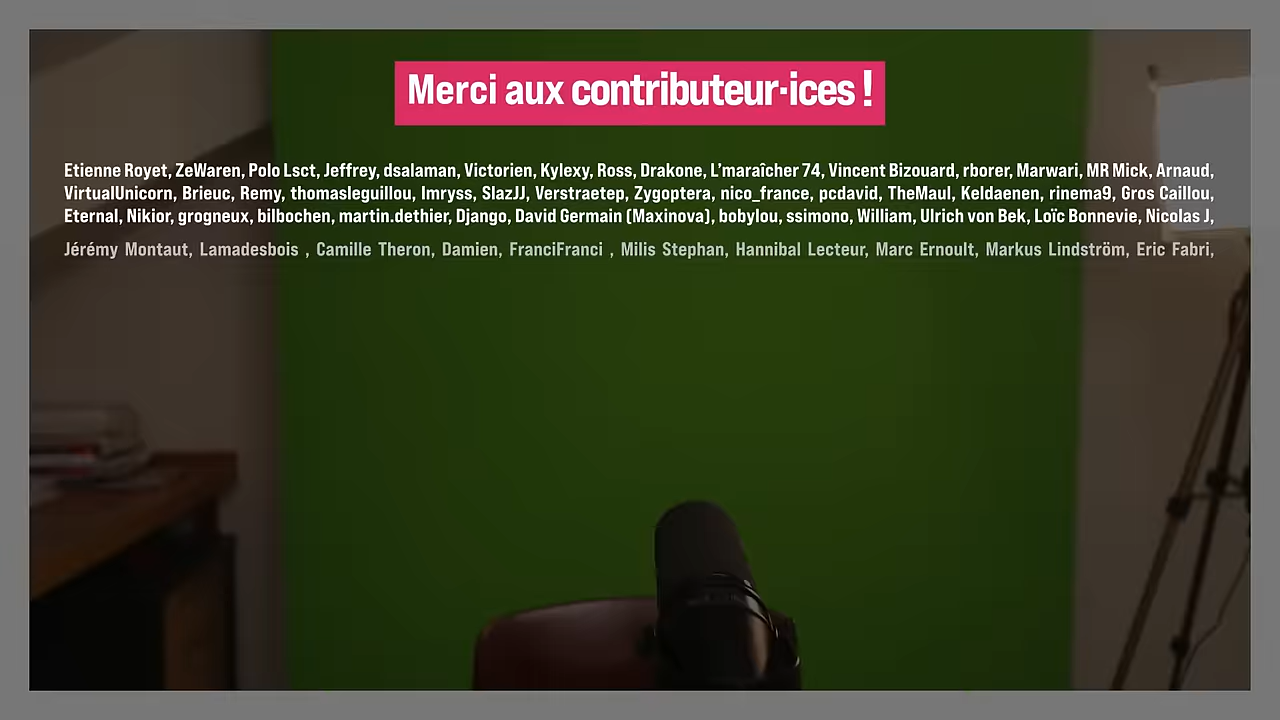 Merci aux contributeur·ices !
Etienne Royet, ZeWaren, Polo Lsct, Jeffrey, dsalaman, Victorien, Kylexy, Ross, Drakone, L’maraîcher 74, Vincent Bizouard, rborer, Marwari, MR Mick, Arnaud,
VirtualUnicorn, Brieuc, Remy, thomasleguillou, Imryss, SlazJJ, Verstraetep, Zygoptera, nico_france, pcdavid, TheMaul, Keldaenen, rinema9, Gros Caillou,
Eternal, Nikior, grogneux, bilbochen, martin.dethier, Django, David Germain (Maxinova), bobylou, ssimono, William, Ulrich von Bek, Loïc Bonnevie, Nicolas J,
Jérémy Montaut, Lamadesbois , Camille Theron, Damien, FranciFranci , Milis Stephan, Hannibal Lecteur, Marc Ernoult, Markus Lindström, Eric Fabri,